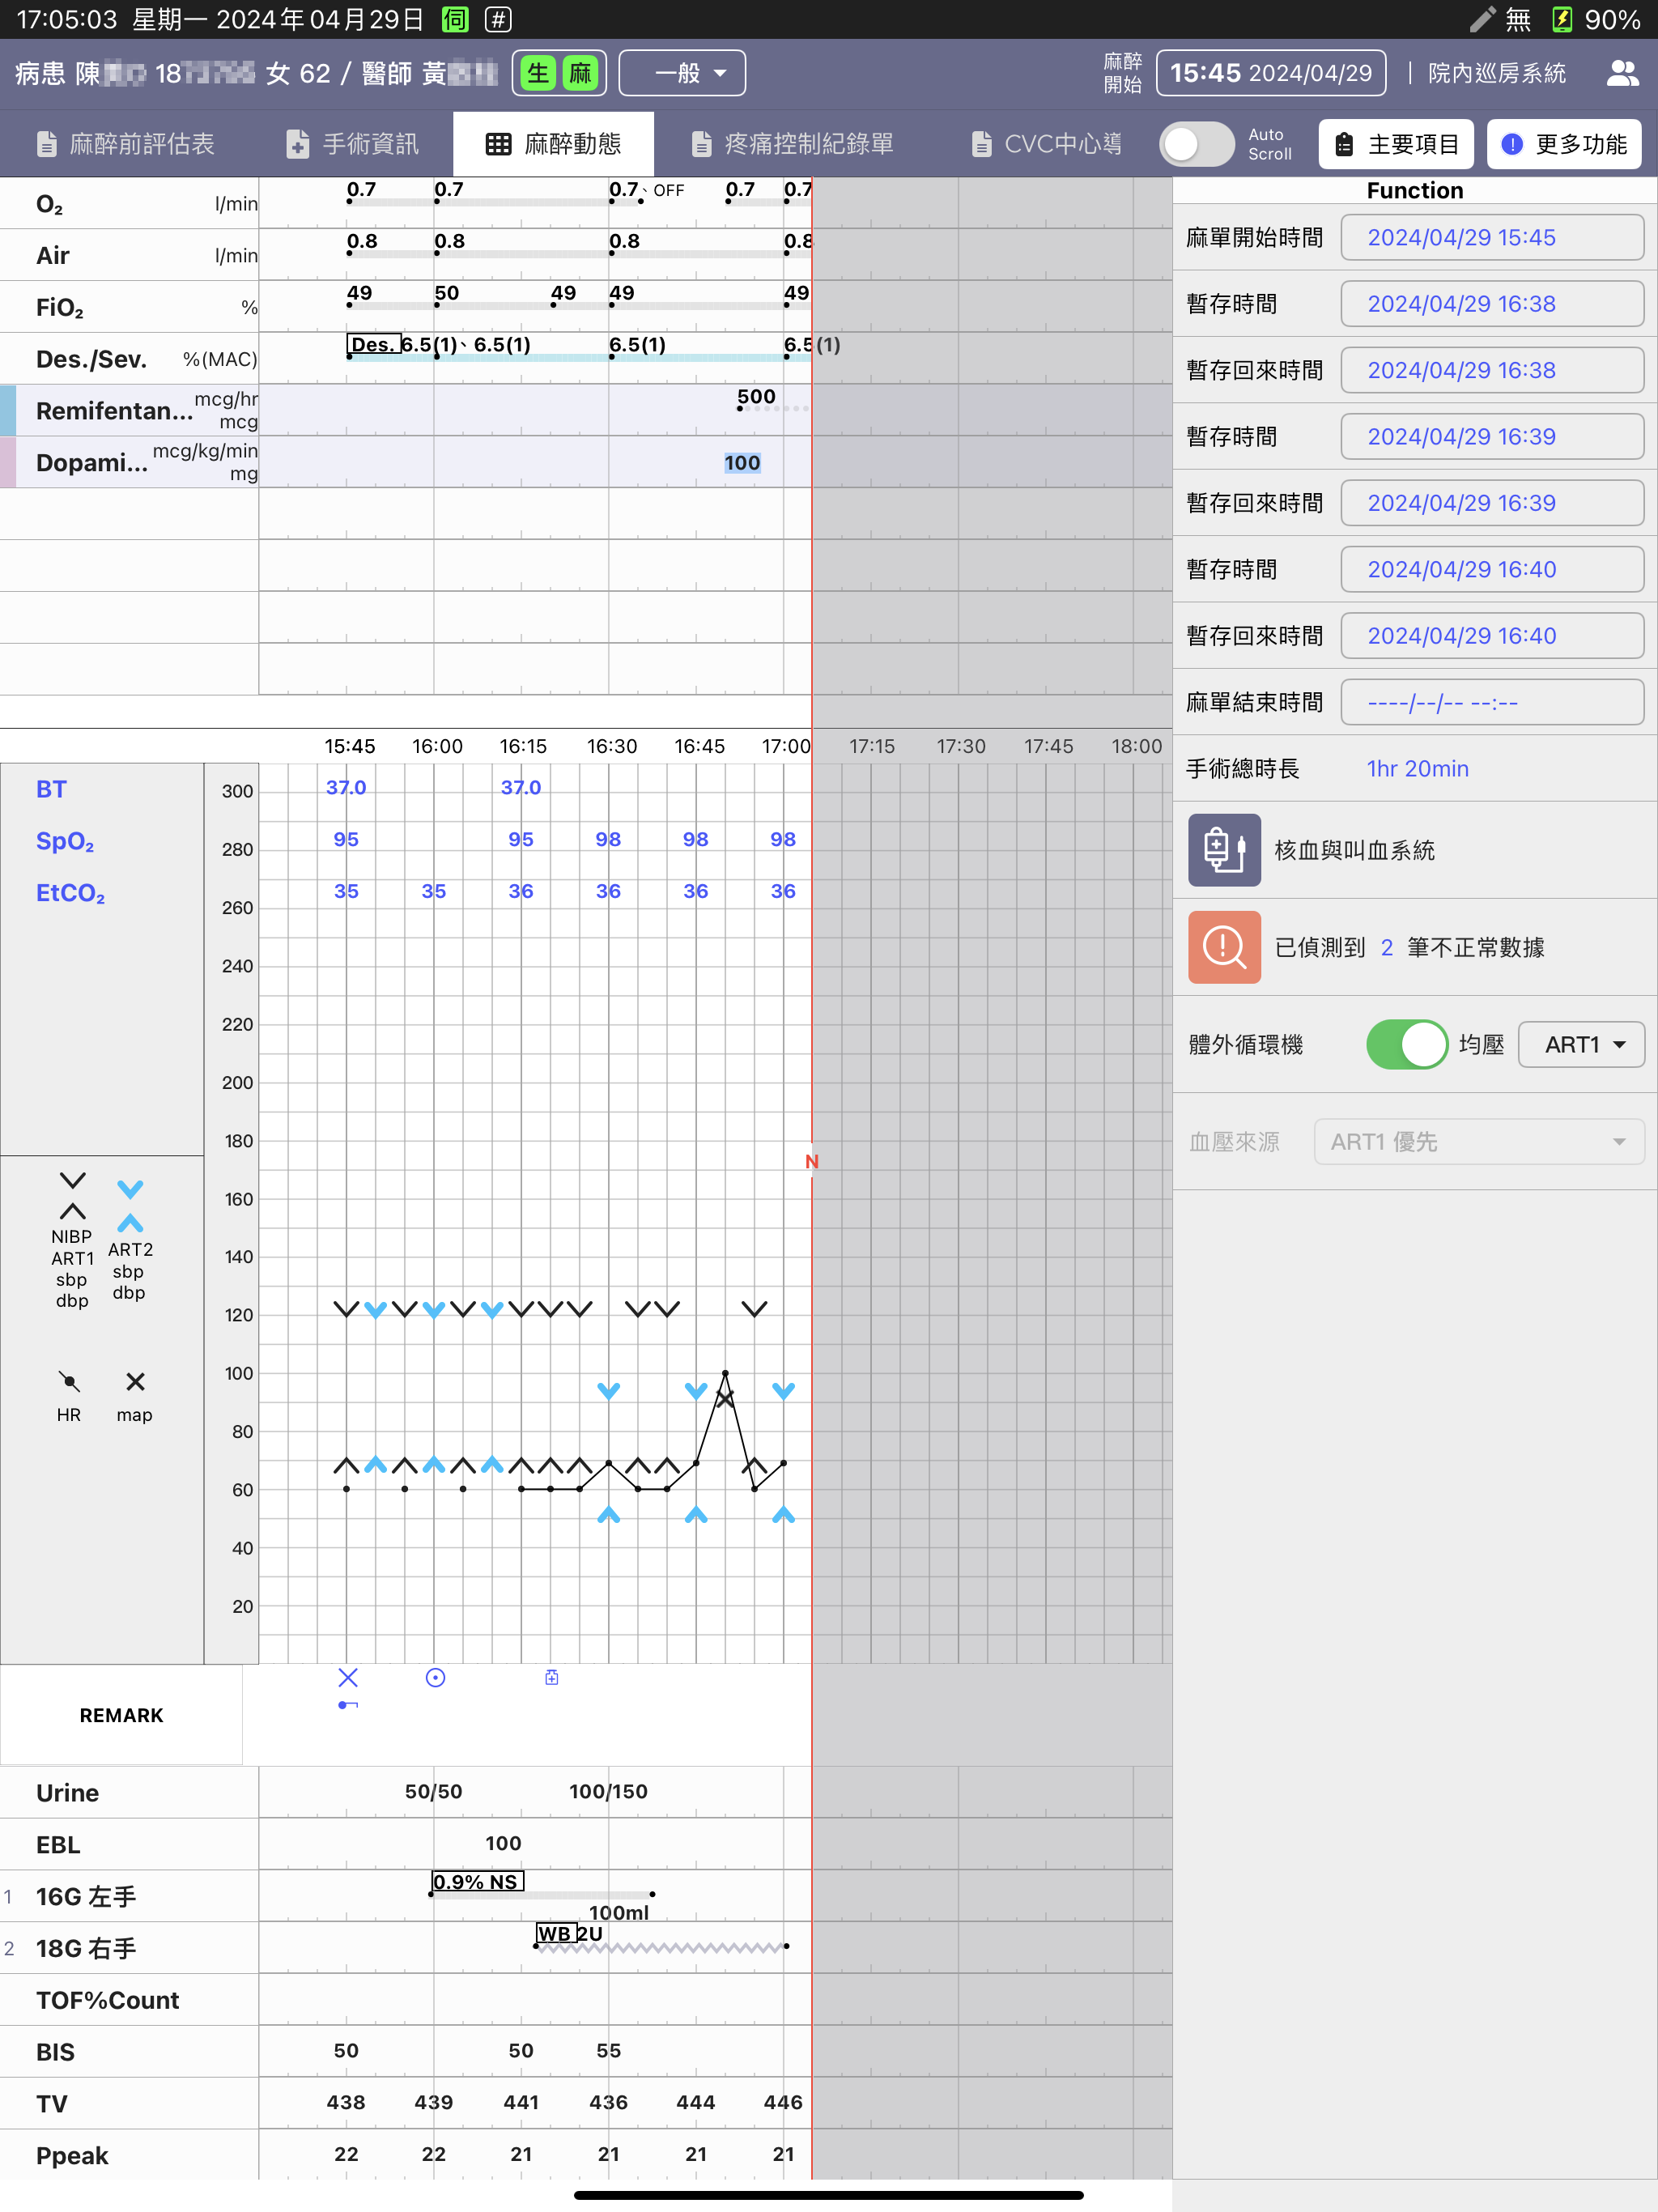 17:05:03 星期一 2024年04月29日 伺 #
無 90%
病患 陳 18 女 62 / 醫師 黃 生 麻 一般
麻醉開始 15:45 2024/04/29 | 院內巡房系統
麻醉前評估表 手術資訊 麻醉動態 疼痛控制紀錄單 CVC中心導 Auto Scroll 主要項目 更多功能
O₂ l/min 0.7 0.7 0.7、OFF 0.7 0.7
Air l/min 0.8 0.8 0.8 0.8
FiO₂ % 49 50 49 49 49
Des./Sev. %(MAC) Des. 6.5(1)、6.5(1) 6.5(1) 6.5(1)
Remifentan... mcg/hr mcg 500
Dopami... mcg/kg/min mg 100
15:45 16:00 16:15 16:30 16:45 17:00 17:15 17:30 17:45 18:00
BT 37.0 37.0
SpO₂ 95 95 98 98 98
EtCO₂ 35 35 36 36 36 36
300
280
260
240
220
200
180
160
140
120
100
80
60
40
20
N
NIBP
ART1
sbp
dbp
ART2
sbp
dbp
HR map
REMARK
Urine 50/50 100/150
EBL 100
1 16G 左手 0.9% NS 100ml
2 18G 右手 WB 2U
TOF%Count
BIS 50 50 55
TV 438 439 441 436 444 446
Ppeak 22 22 21 21 21 21
Function
麻單開始時間 2024/04/29 15:45
暫存時間 2024/04/29 16:38
暫存回來時間 2024/04/29 16:38
暫存時間 2024/04/29 16:39
暫存回來時間 2024/04/29 16:39
暫存時間 2024/04/29 16:40
暫存回來時間 2024/04/29 16:40
麻單結束時間 ----/--/-- --:--
手術總時長 1hr 20min
核血與叫血系統
已偵測到 2 筆不正常數據
體外循環機 均壓 ART1
血壓來源 ART1 優先